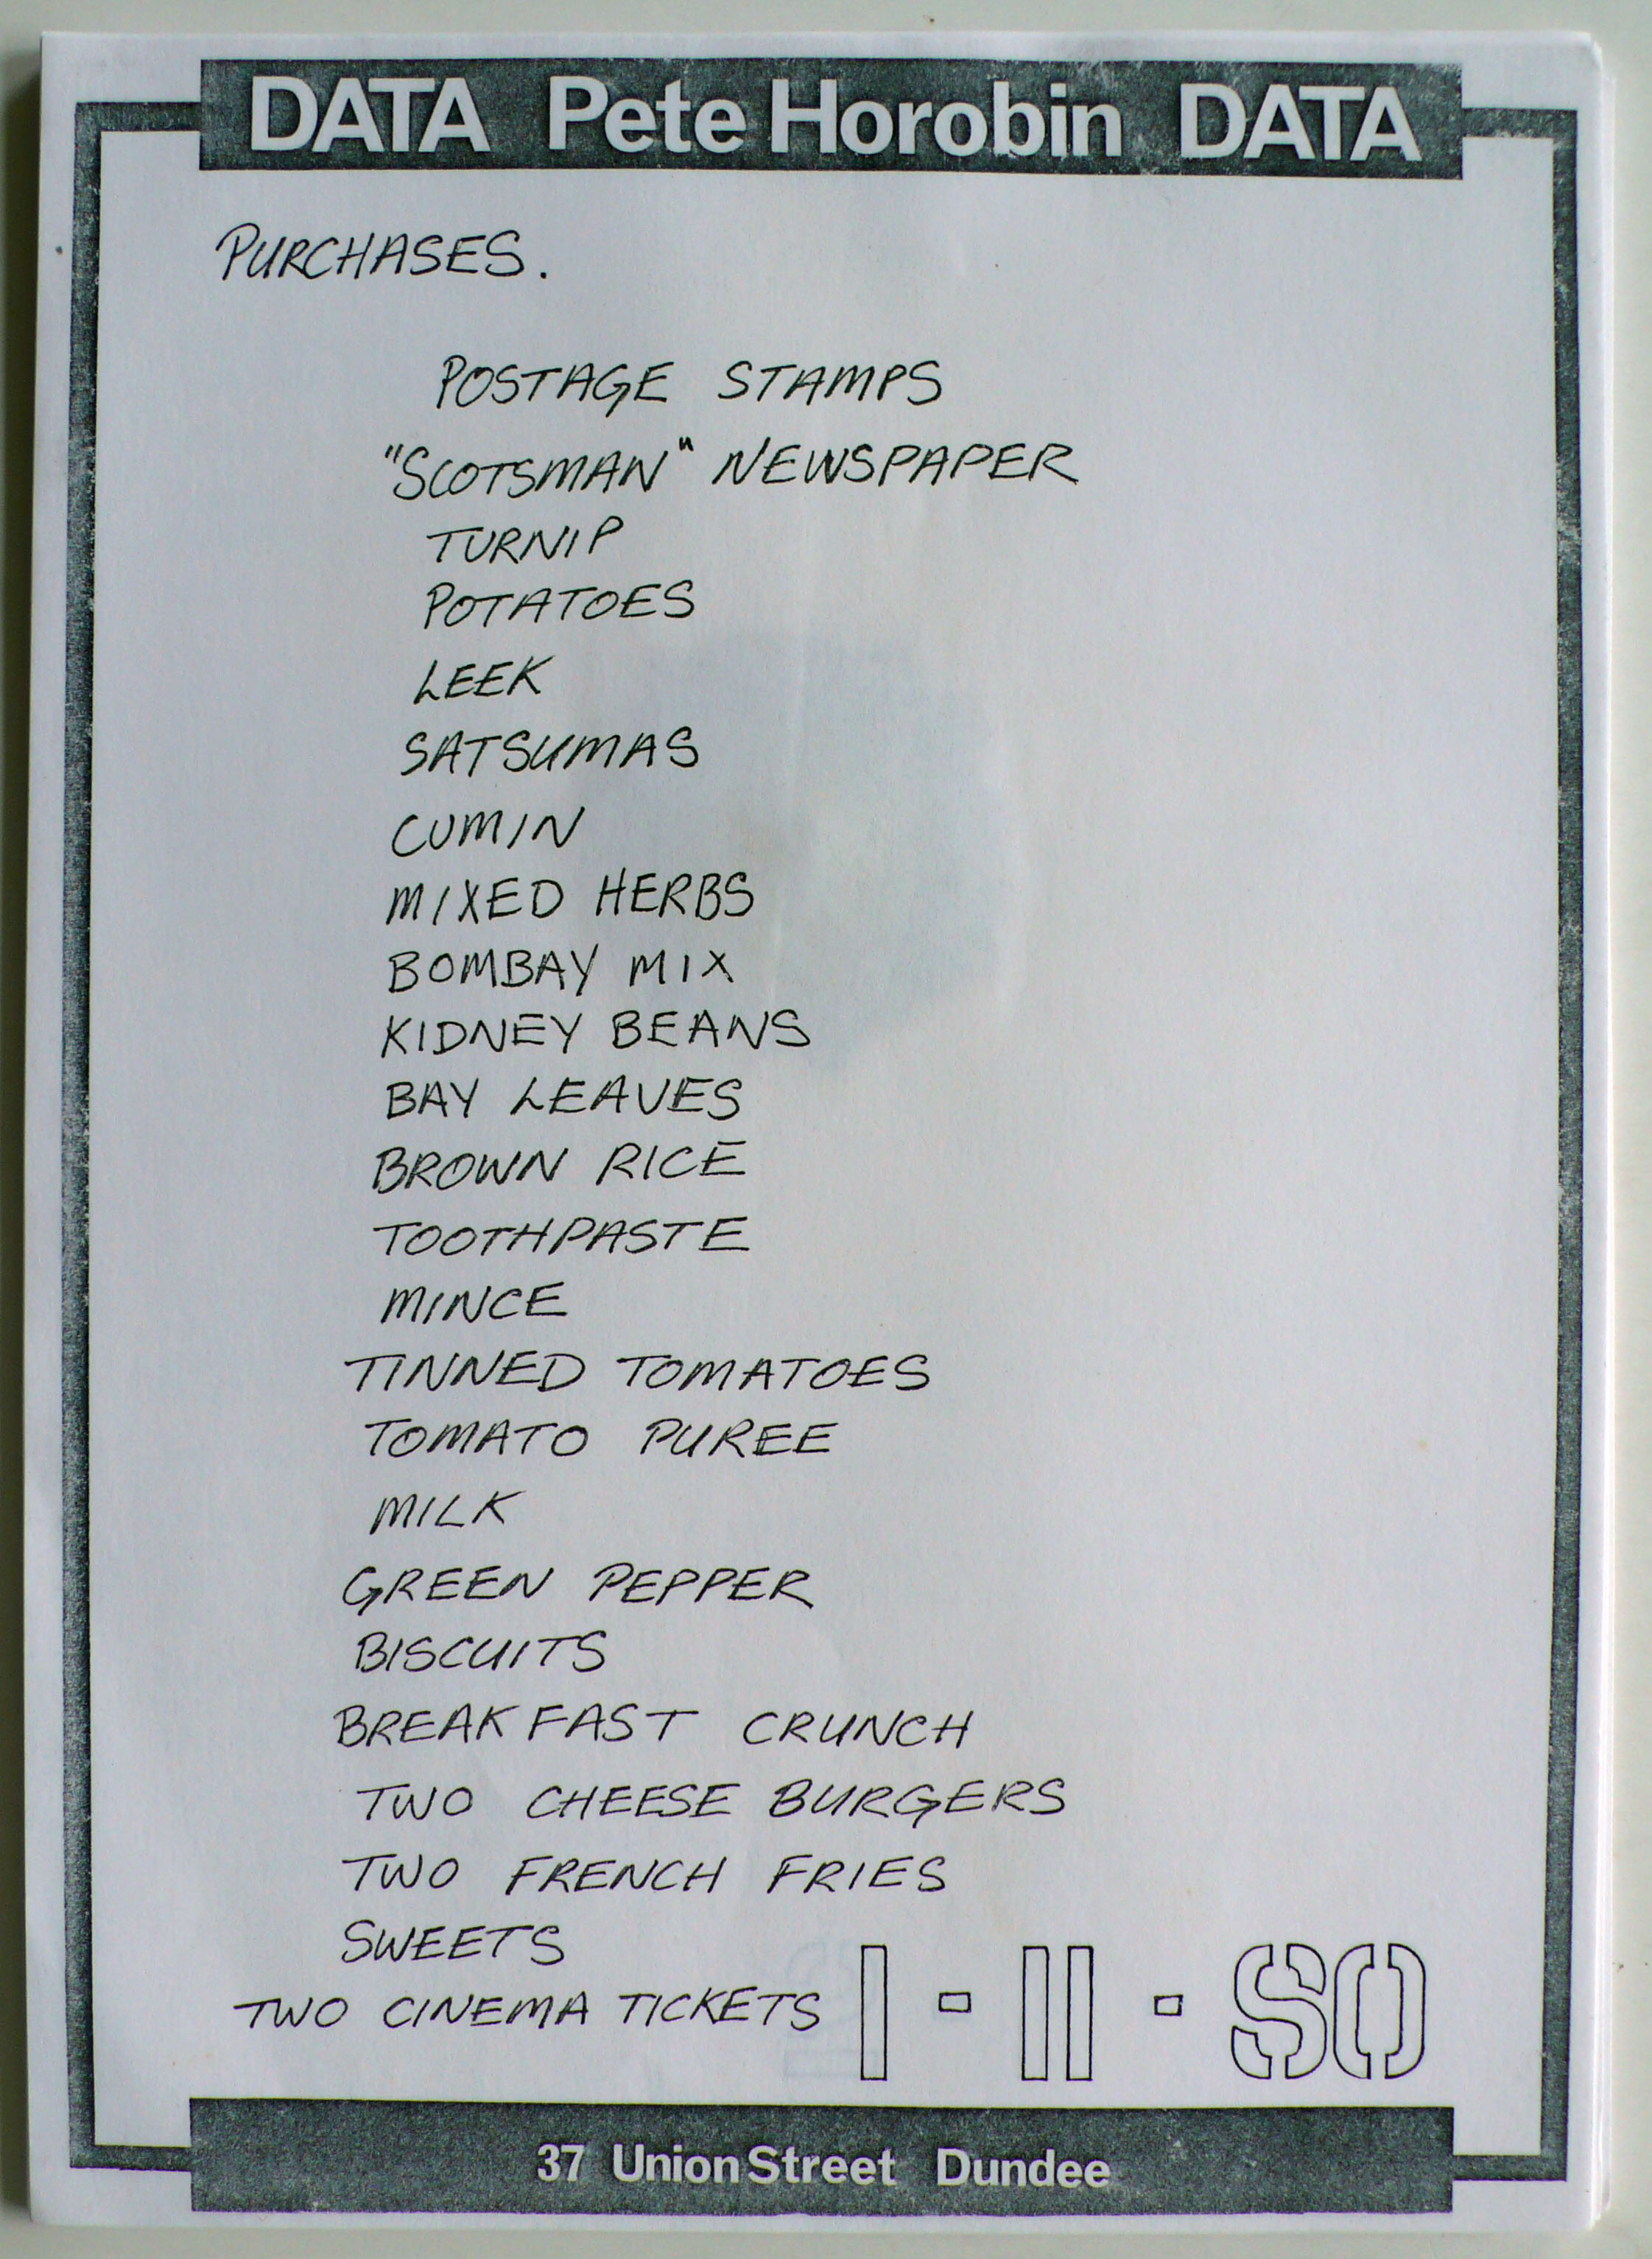 DATA Pete Horobin DATA
PURCHASES.
POSTAGE STAMPS
"SCOTSMAN" NEWSPAPER
TURNIP
POTATOES
LEEK
SATSUMAS
CUMIN
MIXED HERBS
BOMBAY MIX
KIDNEY BEANS
BAY LEAVES
BROWN RICE
TOOTHPASTE
MINCE
TINNED TOMATOES
TOMATO PUREE
MILK
GREEN PEPPER
BISCUITS
BREAKFAST CRUNCH
TWO CHEESE BURGERS
TWO FRENCH FRIES
SWEETS
TWO CINEMA TICKETS
1-11-80
37 Union Street Dundee